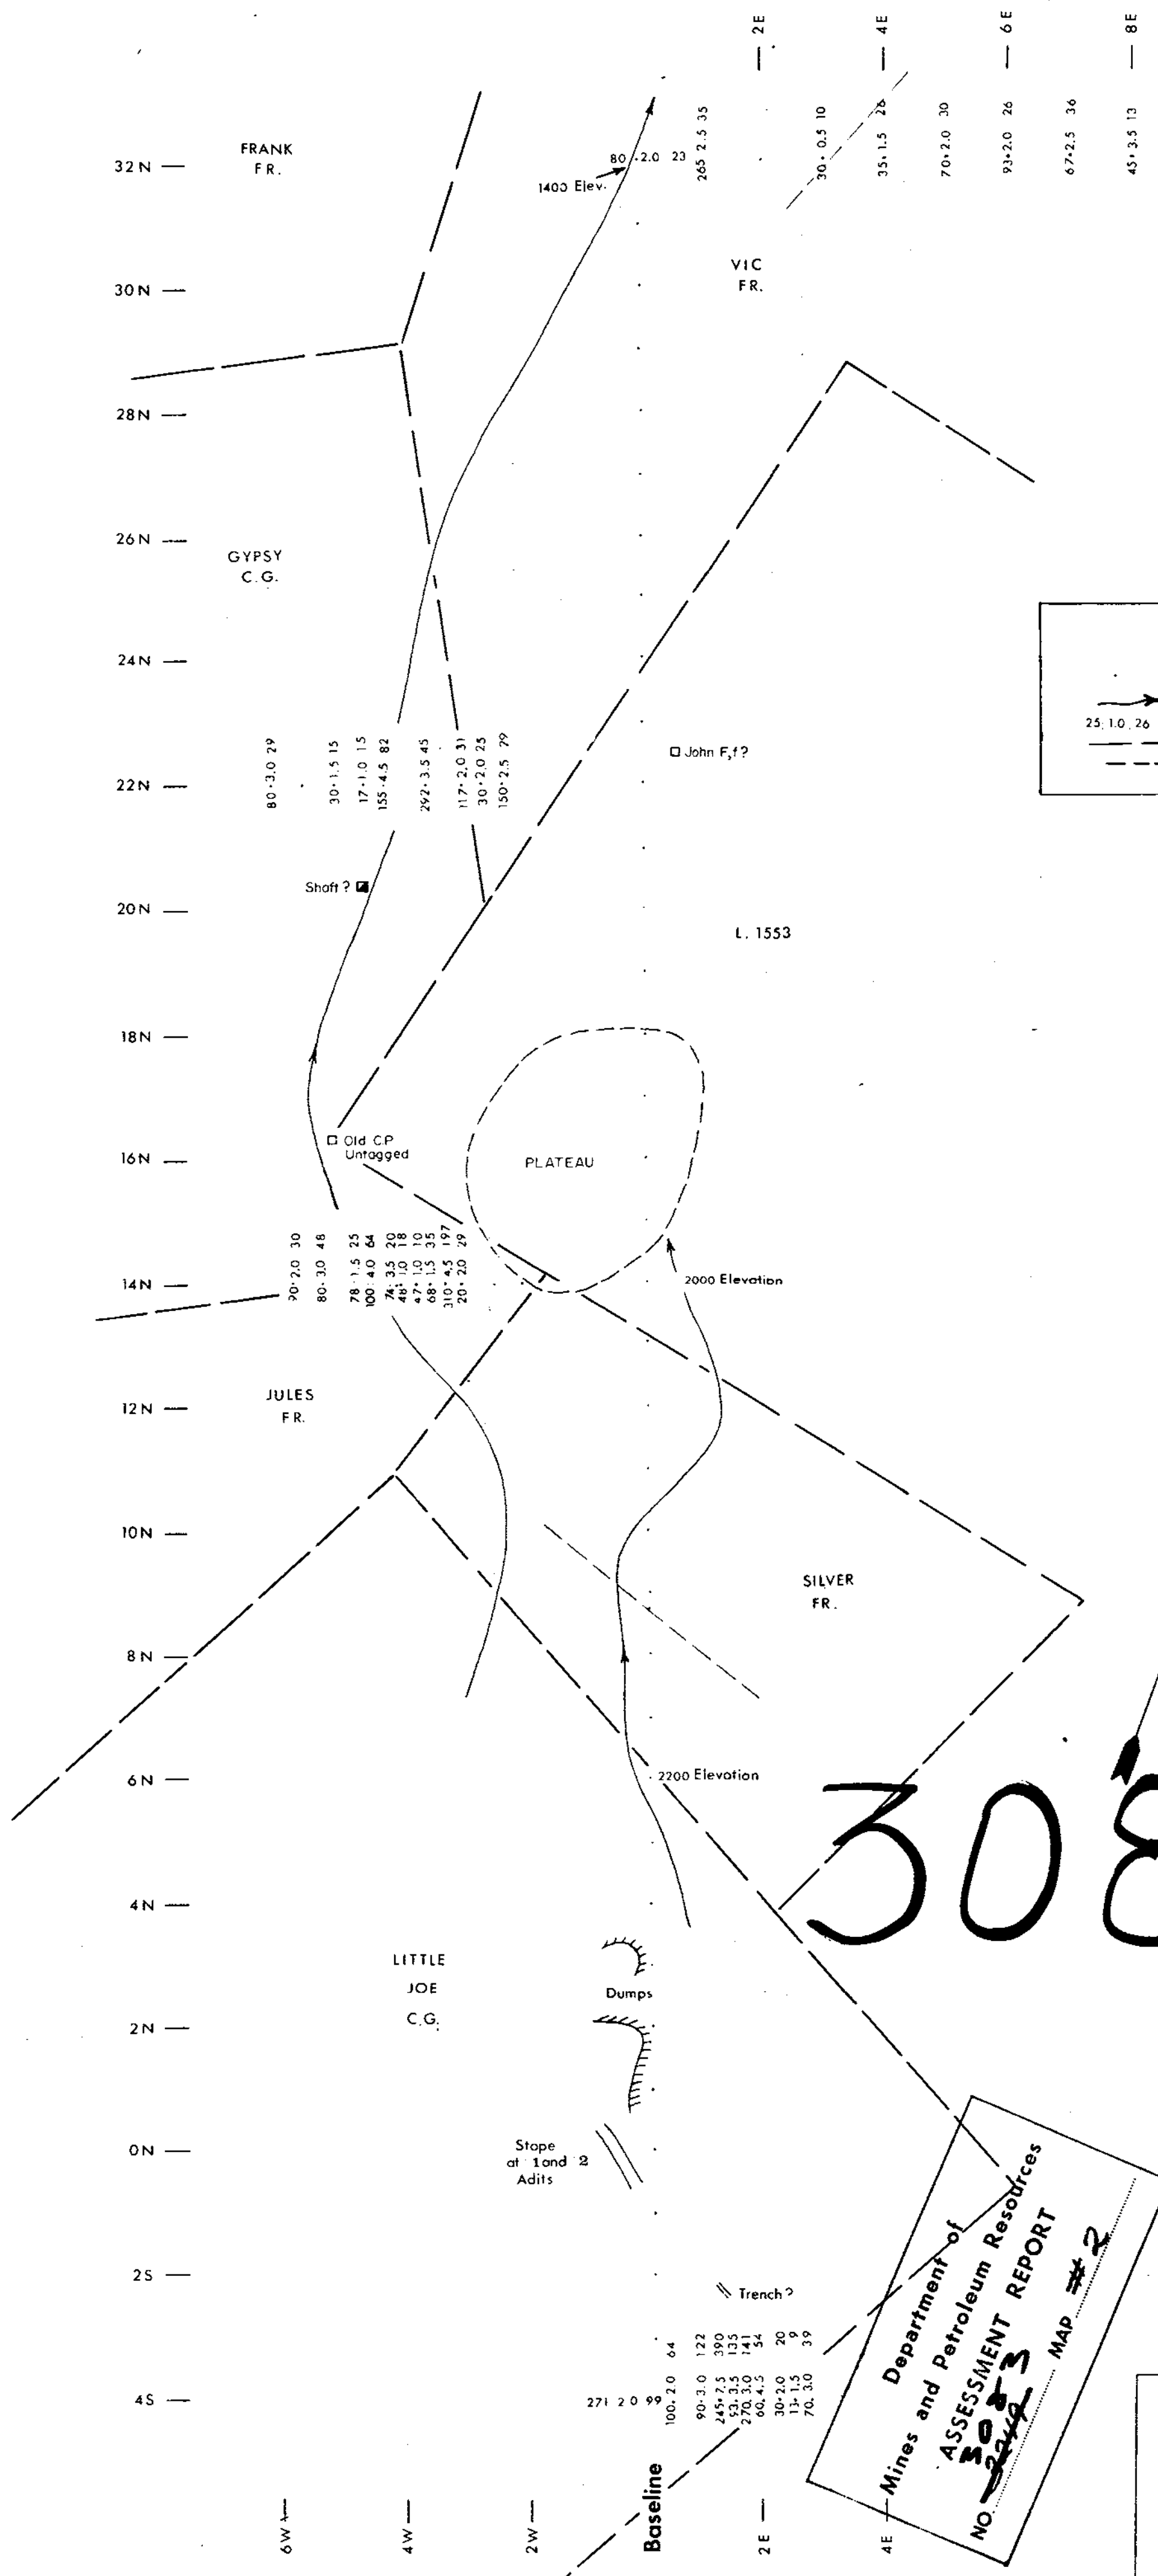 2E
4E
6E
8E
32N
FRANK
FR.
80 2.0 23
1400 Elev.
265 2.5 35
30 0.5 10
35 1.5 26
70 2.0 30
93 2.0 26
67 2.5 36
45 3.5 13
VIC
FR.
30N
28N
26N
GYPSY
C.G.
24N
25, 1.0, 26
80 3.0 29
30 1.5 15
17 1.0 15
155 4.5 82
292 3.5 45
117 2.0 31
30 2.0 25
150 2.5 29
John F,f?
22N
Shaft ?
20N
L. 1553
18N
Old C P
Untagged
16N
PLATEAU
90 2.0 30
80 3.0 48
78 1.5 25
100 4.0 64
74 3.5 20
48 1.0 18
47 1.0 10
68 1.5 35
310 4.5 197
20 2.0 29
14N
2000 Elevation
JULES
FR.
12N
10N
SILVER
FR.
8N
6N
2200 Elevation
308
4N
LITTLE
JOE
C.G.
Dumps
2N
0N
Stope
at 1 and 2
Adits
2S
Trench ?
4S
271 2 0 99
100 2.0 64
90 3.0 122
245 7.5 390
93 3.5 135
270 3.0 141
60 4.5 54
30 2.0 20
13 1.5 9
70 3.0 39
Department of
Mines and Petroleum Resources
ASSESSMENT REPORT
3083
NO. MAP #2
6W
4W
2W
Baseline
2E
4E